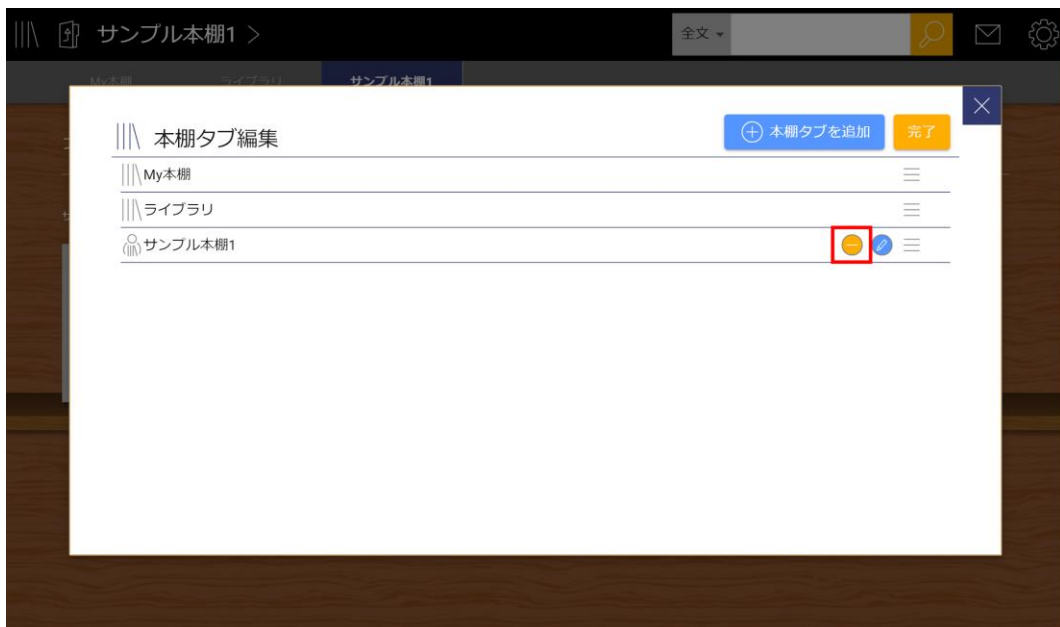 サンプル本棚1 >
全文
My本棚 ライブラリ サンプル本棚1
本棚タブ編集
本棚タブを追加 完了
My本棚
ライブラリ
サンプル本棚1